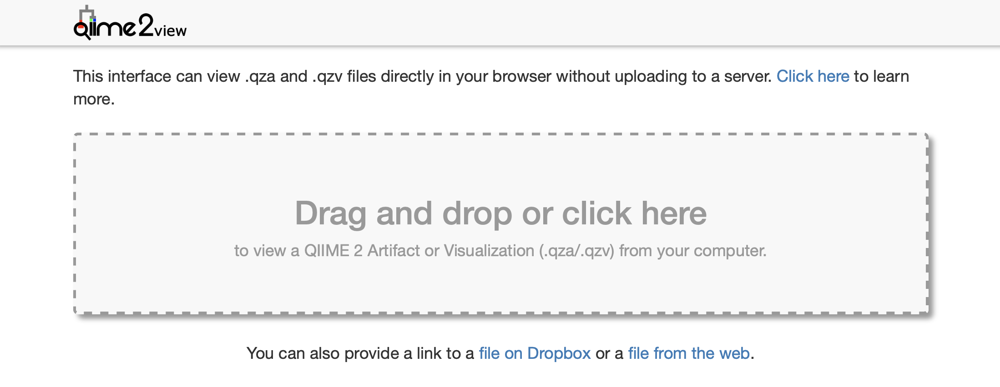 qiime2view
This interface can view .qza and .qzv files directly in your browser without uploading to a server. Click here to learn
more.
Drag and drop or click here
to view a QIIME 2 Artifact or Visualization (.qza/.qzv) from your computer.
You can also provide a link to a file on Dropbox or a file from the web.